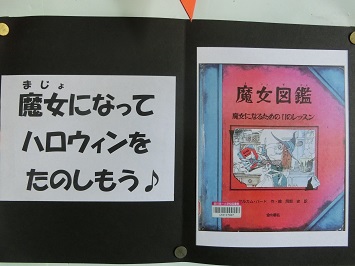 まじょ
魔女になって
ハロウィンを
たのしもう♪
魔女図鑑
魔女になるための11のレッスン